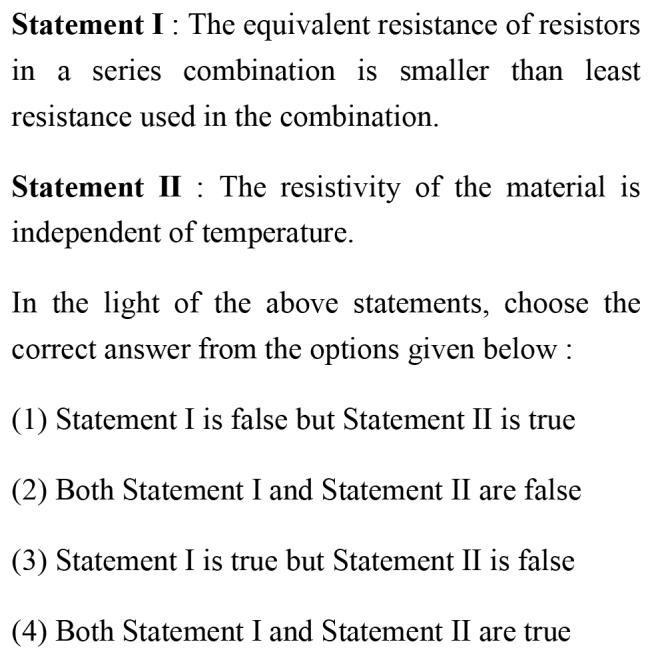 Statement I : The equivalent resistance of resistors
in a series combination is smaller than least
resistance used in the combination.
Statement II : The resistivity of the material is
independent of temperature.
In the light of the above statements, choose the
correct answer from the options given below :
(1) Statement I is false but Statement II is true
(2) Both Statement I and Statement II are false
(3) Statement I is true but Statement II is false
(4) Both Statement I and Statement II are true